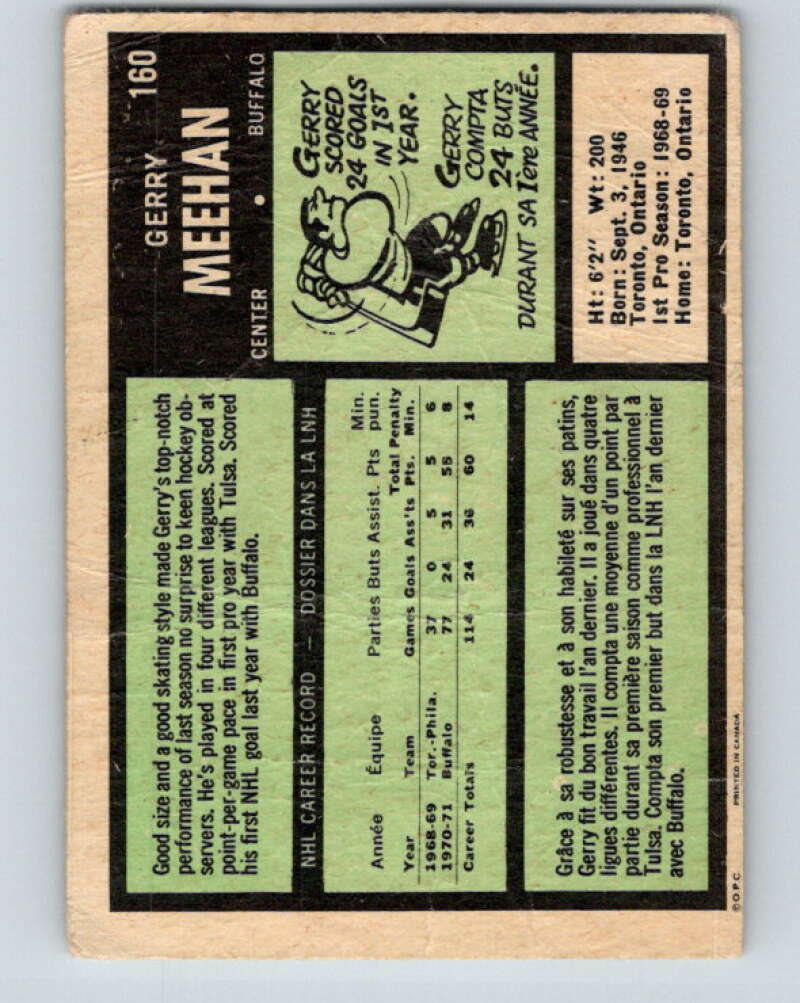 GERRY 160
MEEHAN
CENTER • BUFFALO
Good size and a good skating style made Gerry's top-notch
performance of last season no surprise to keen hockey ob-
servers. He's played in four different leagues. Scored at
point-per-game pace in first pro year with Tulsa. Scored
his first NHL goal last year with Buffalo.
GERRY
SCORED
24 GOALS
IN 1ST
YEAR.
GERRY
COMPTA
24 BUTS
DURANT SA 1ère ANNÉE.
NHL CAREER RECORD — DOSSIER DANS LA LNH
Année Équipe Parties Buts Assist. Pts Min. pun.
Total Penalty
Year Team Games Goals Ass'ts Pts. Min.
1968-69 Tor.-Phila. 37 0 5 5 6
1970-71 Buffalo 77 24 31 55 8
Career Totals 114 24 36 60 14
Ht: 6'2" Wt: 200
Born: Sept. 3, 1946
Toronto, Ontario
1st Pro Season: 1968-69
Home: Toronto, Ontario
Grâce à sa robustesse et à son habileté sur ses patins,
Gerry fit du bon travail l'an dernier. Il a joué dans quatre
ligues différentes. Il compta une moyenne d'un point par
partie durant sa première saison comme professionnel à
Tulsa. Compta son premier but dans la LNH l'an dernier
avec Buffalo.
© O.P.C. PRINTED IN CANADA